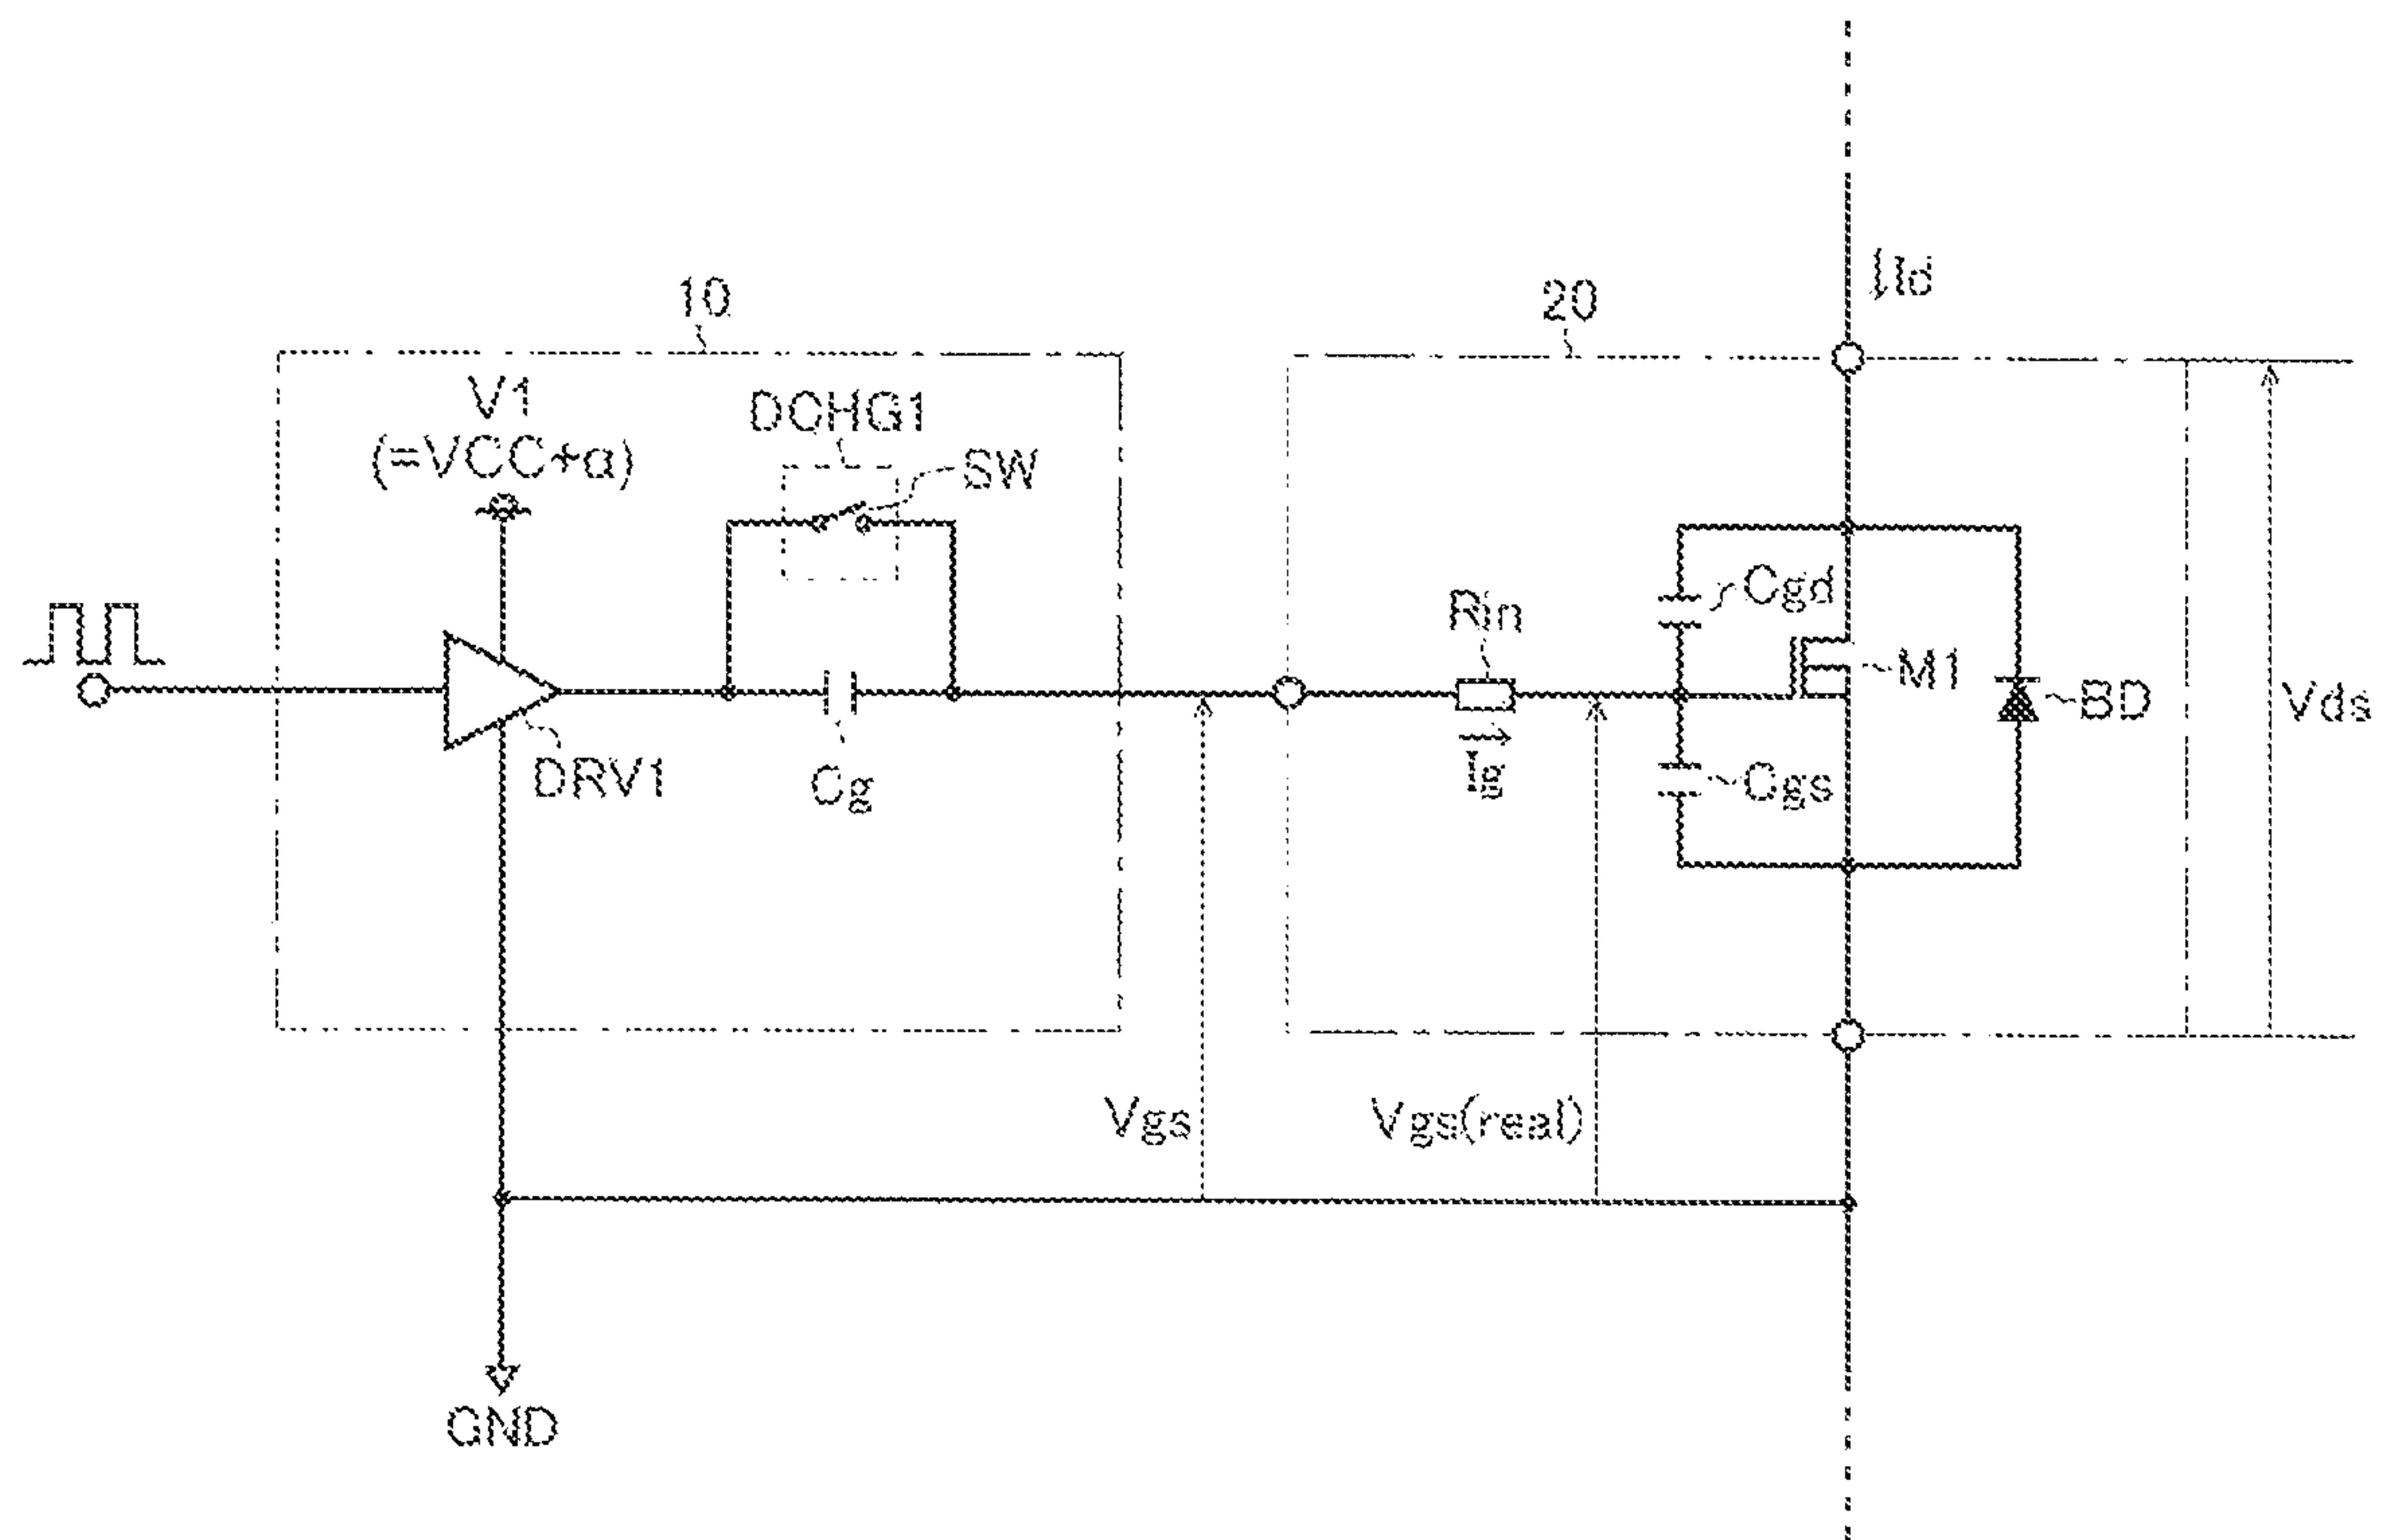 Id
10
20
V1
(=VCC+α)
DCHG1
SW
Cgd
Rin
M1
BD
Vds
DRV1
Cg
Ig
Cgs
Vgs
Vgs(real)
GND